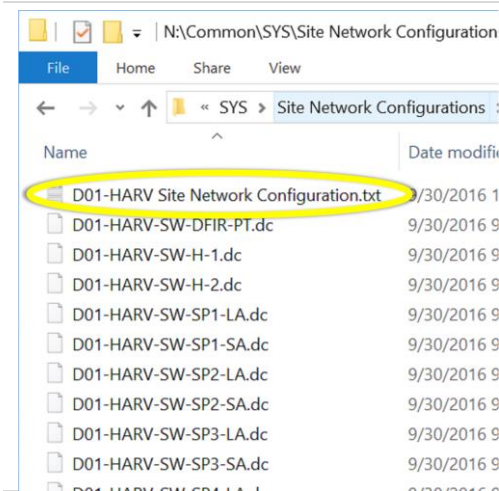 N:\Common\SYS\Site Network Configuration
File Home Share View
« SYS > Site Network Configurations >
Name Date modifie
D01-HARV Site Network Configuration.txt 9/30/2016 1
D01-HARV-SW-DFIR-PT.dc 9/30/2016 9
D01-HARV-SW-H-1.dc 9/30/2016 9
D01-HARV-SW-H-2.dc 9/30/2016 9
D01-HARV-SW-SP1-LA.dc 9/30/2016 9
D01-HARV-SW-SP1-SA.dc 9/30/2016 9
D01-HARV-SW-SP2-LA.dc 9/30/2016 9
D01-HARV-SW-SP2-SA.dc 9/30/2016 9
D01-HARV-SW-SP3-LA.dc 9/30/2016 9
D01-HARV-SW-SP3-SA.dc 9/30/2016 9